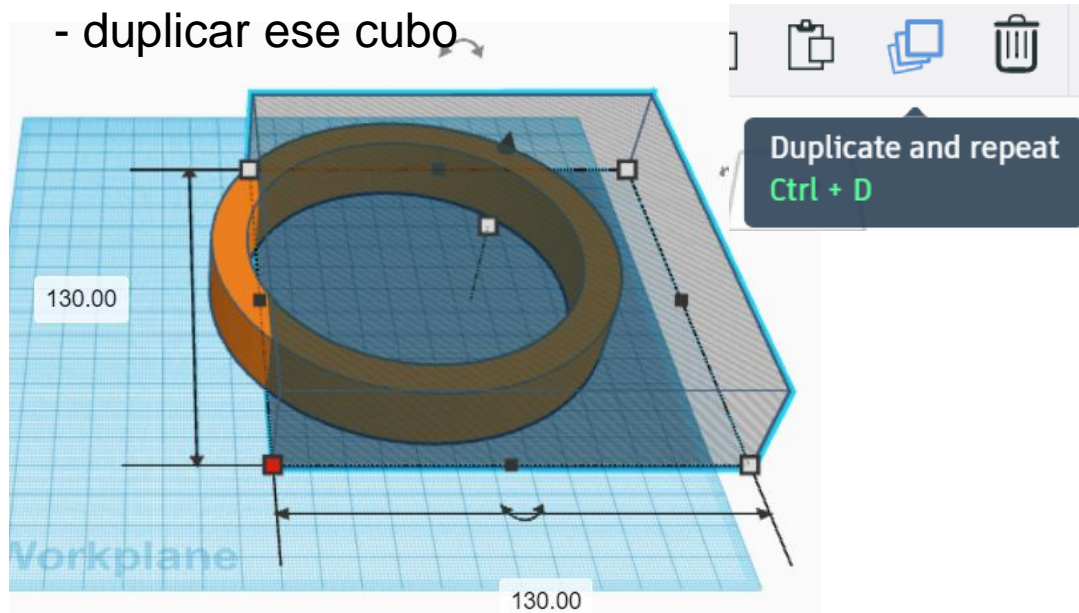 - duplicar ese cubo
Duplicate and repeat
Ctrl + D
130.00
Workplane
130.00